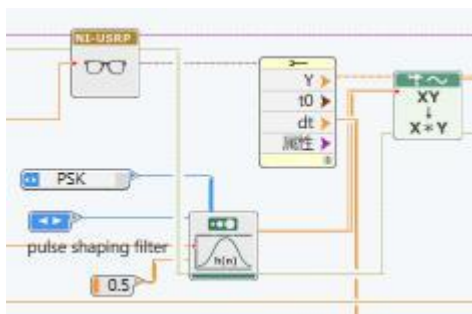 NI-USRP
Y
t0
dt
属性
XY
X*Y
PSK
pulse shaping filter
h(n)
0.5